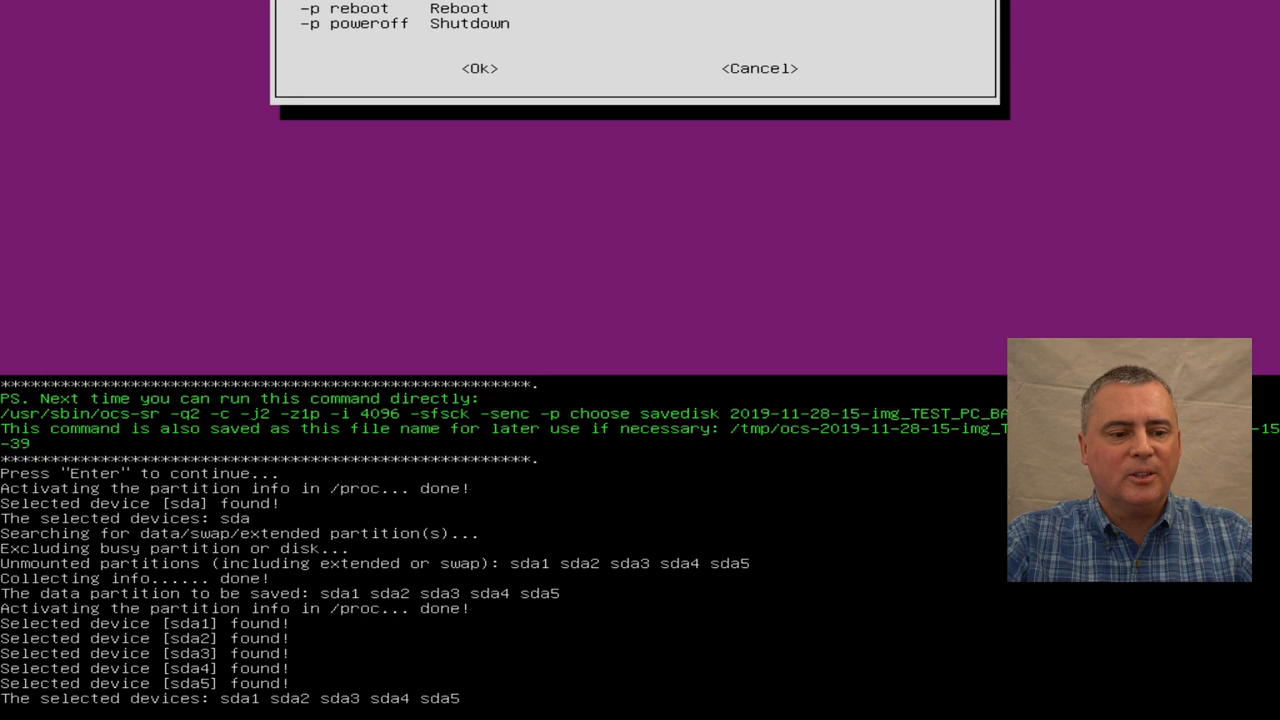 -p reboot Reboot
-p poweroff Shutdown
<Ok> <Cancel>
*****************************************************.
PS. Next time you can run this command directly:
/usr/sbin/ocs-sr -q2 -c -j2 -z1p -i 4096 -sfsck -senc -p choose savedisk 2019-11-28-15-img_TEST_PC_BA
This command is also saved as this file name for later use if necessary: /tmp/ocs-2019-11-28-15-img_T -15
-39
*****************************************************.
Press "Enter" to continue...
Activating the partition info in /proc... done!
Selected device [sda] found!
The selected devices: sda
Searching for data/swap/extended partition(s)...
Excluding busy partition or disk...
Unmounted partitions (including extended or swap): sda1 sda2 sda3 sda4 sda5
Collecting info...... done!
The data partition to be saved: sda1 sda2 sda3 sda4 sda5
Activating the partition info in /proc... done!
Selected device [sda1] found!
Selected device [sda2] found!
Selected device [sda3] found!
Selected device [sda4] found!
Selected device [sda5] found!
The selected devices: sda1 sda2 sda3 sda4 sda5